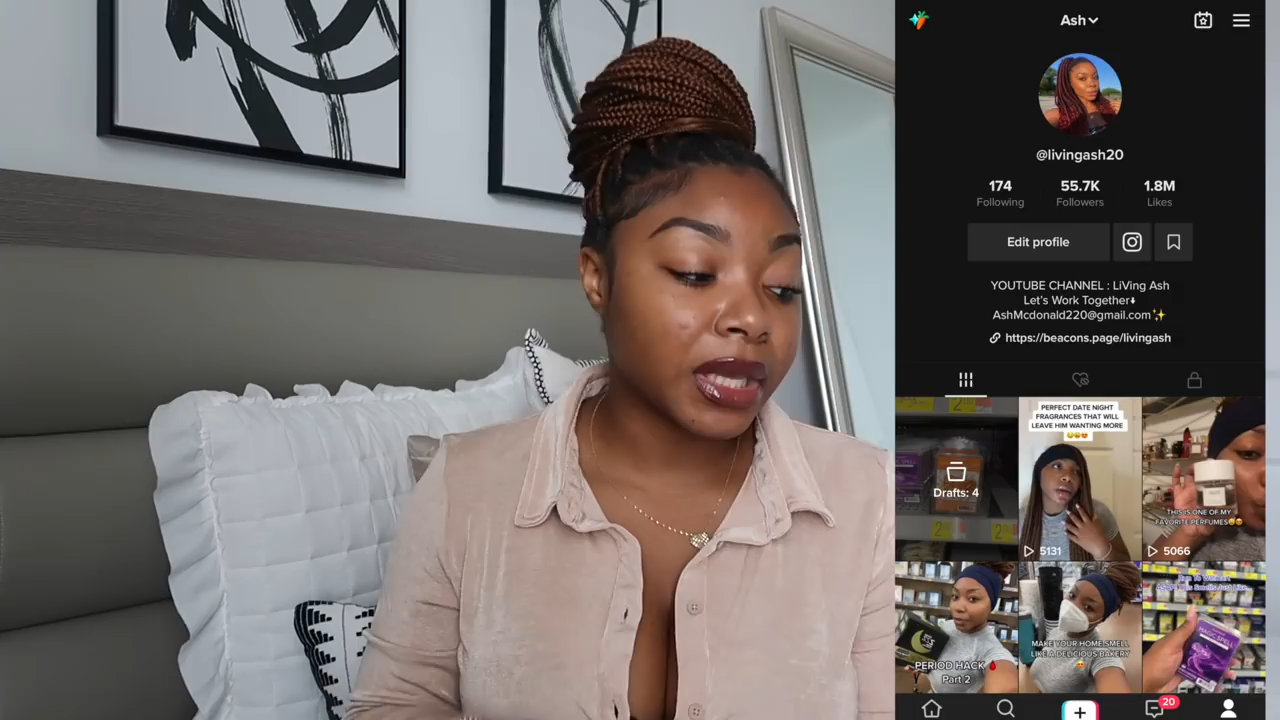 Ash
@livingash20
174
55.7K
1.8M
Following
Followers
Likes
Edit profile
YOUTUBE CHANNEL : LiVing Ash
Let's Work Together⬇
AshMcdonald220@gmail.com✨
https://beacons.page/livingash
Drafts: 4
PERFECT DATE NIGHT
FRAGRANCES THAT WILL
LEAVE HIM WANTING MORE
5131
THIS IS ONE OF MY
FAVORITE PERFUMES
5066
PERIOD HACK
Part 2
MAKE YOUR HOME SMELL
LIKE A DELICIOUS BAKERY
MAGIC SPELL
20